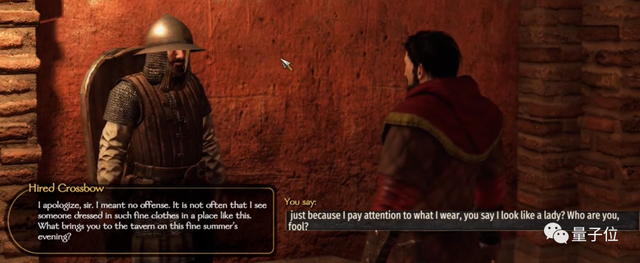 Hired Crossbow
I apologize, sir. I meant no offense. It is not often that I see
someone dressed in such fine clothes in a place like this.
What brings you to the tavern on this fine summer's
evening?
You say:
just because I pay attention to what I wear, you say I look like a lady? Who are you,
fool?
量子位